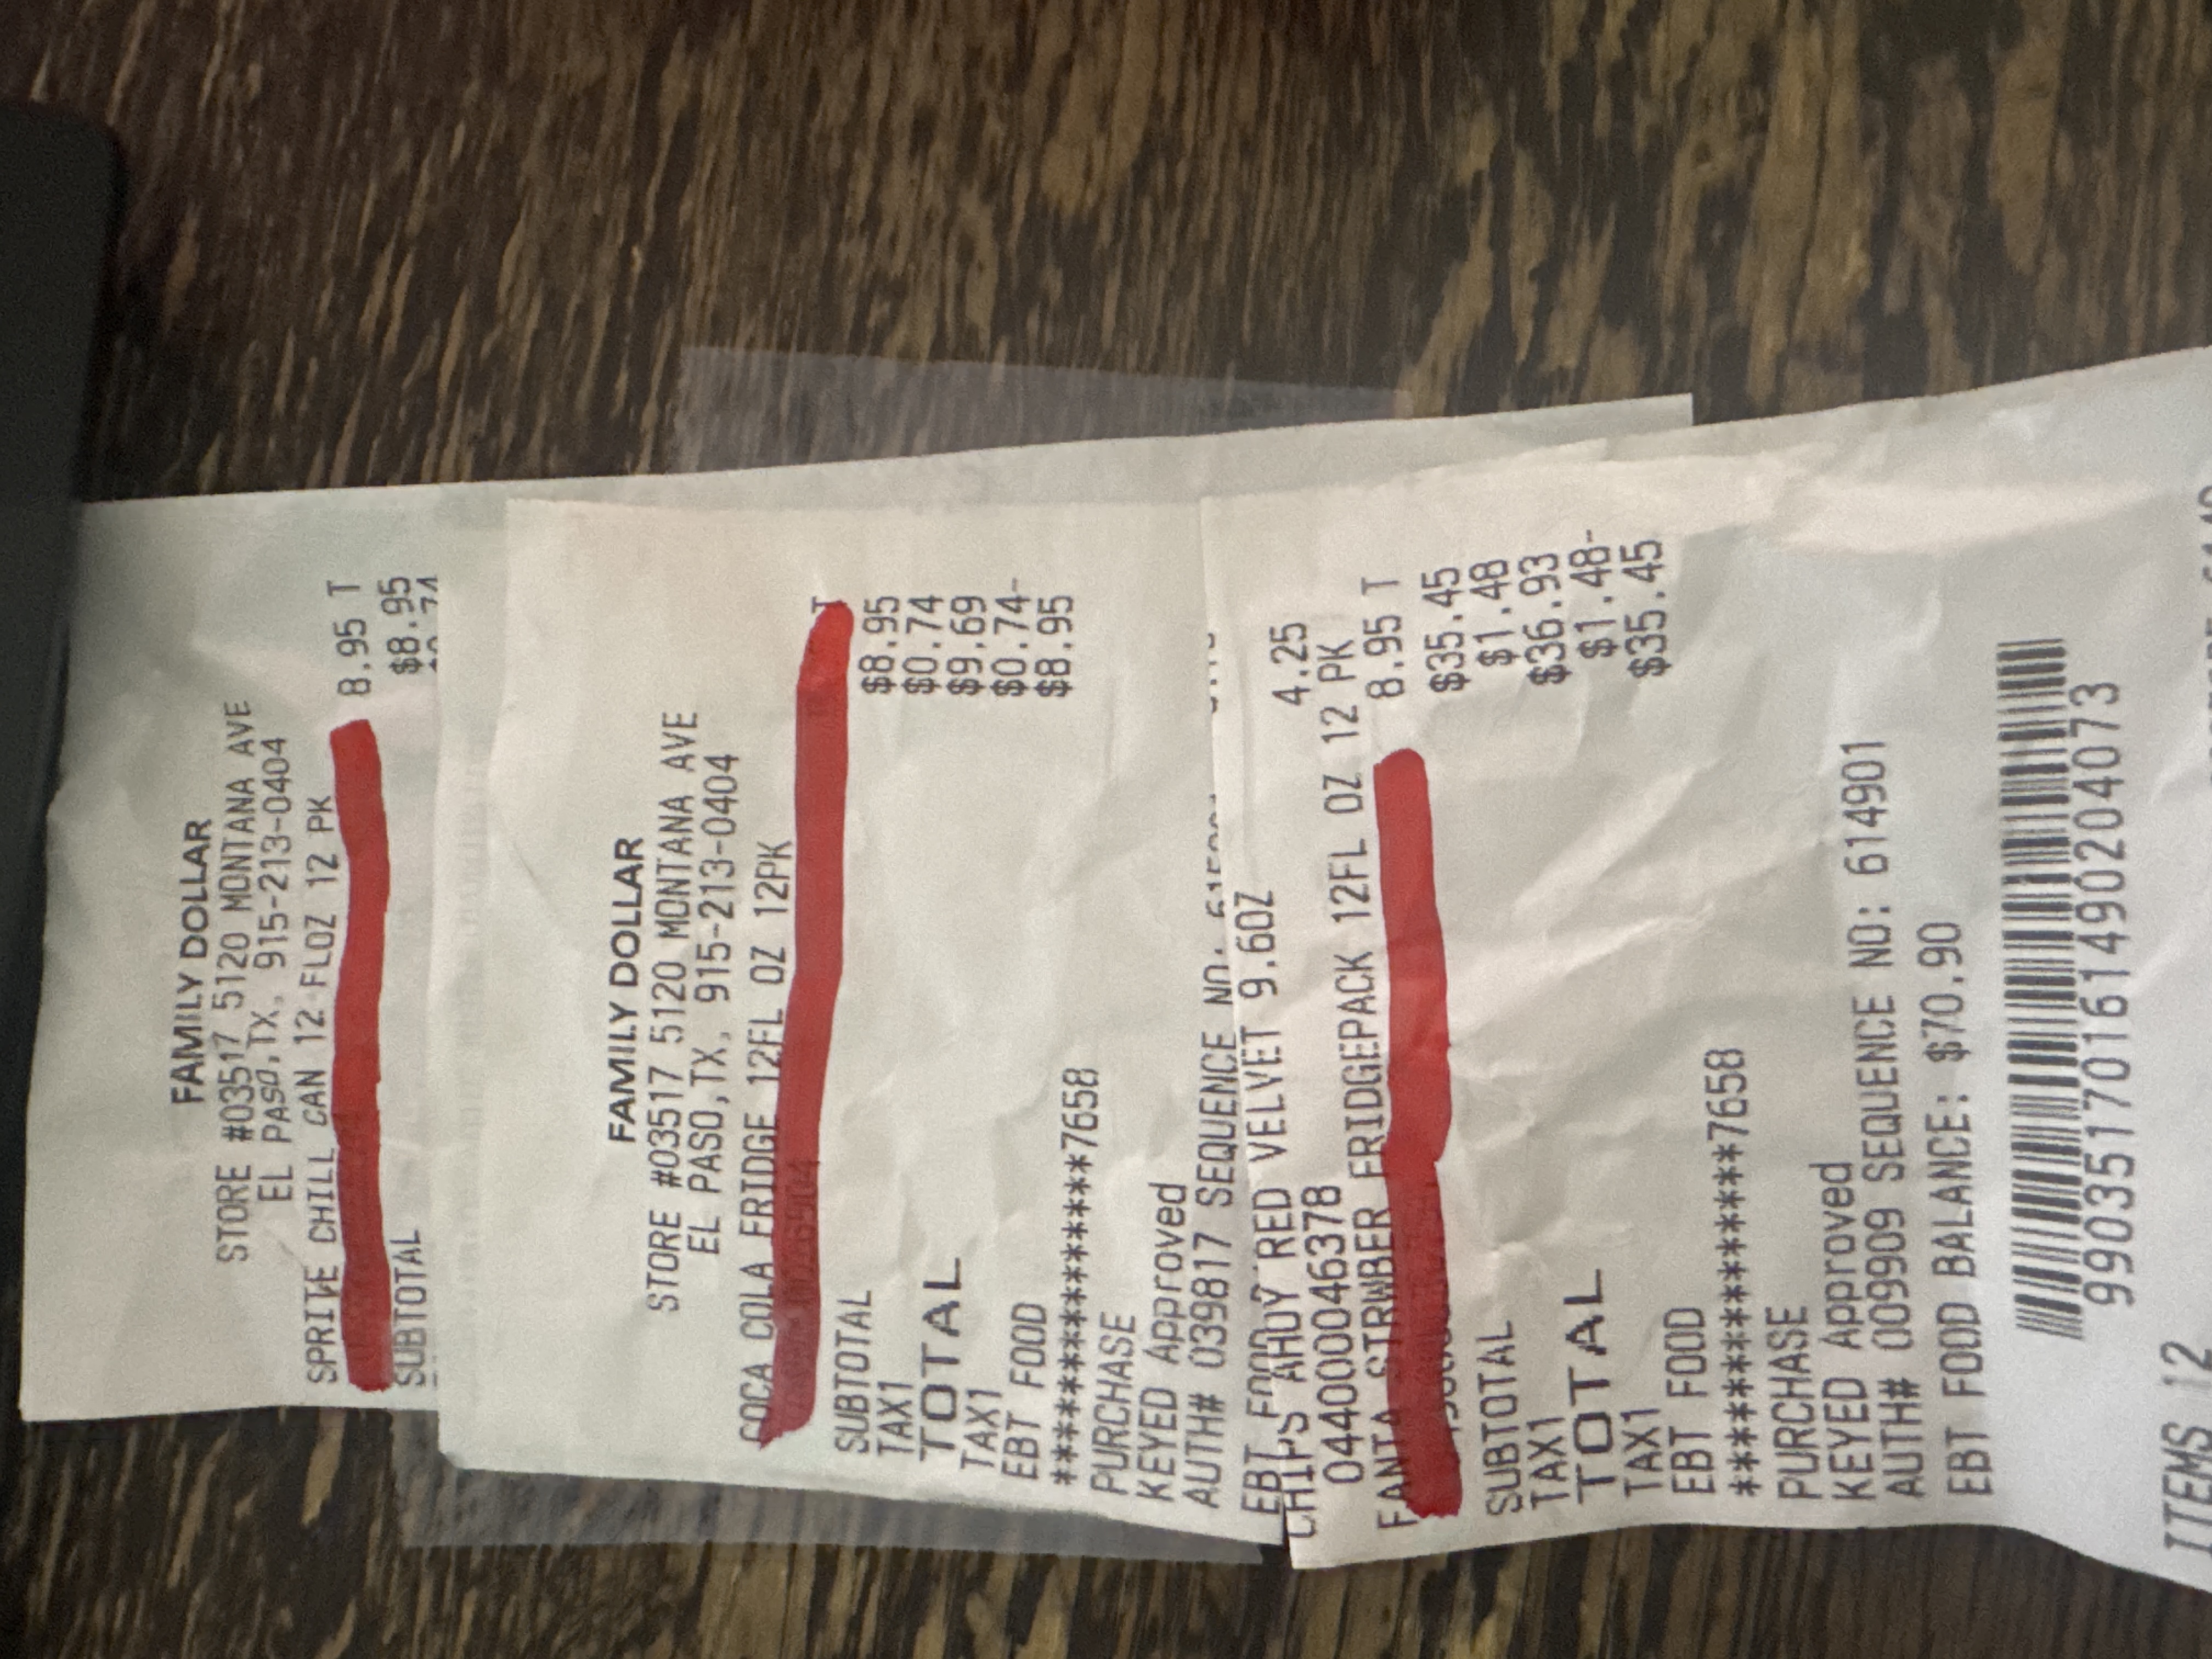 FAMILY DOLLAR
STORE #03517 5120 MONTANA AVE
EL PASO,TX. 915-213-0404
SPRITE CHILL CAN 12 FLOZ 12 PK
8.95 T
SUBTOTAL $8.95
FAMILY DOLLAR
STORE #03517 5120 MONTANA AVE
EL PASO,TX. 915-213-0404
COCA COLA FRIDGE 12FL OZ 12PK
T
SUBTOTAL $8.95
TAX1 $0.74
TOTAL $9.69
TAX1 $0.74-
EBT FOOD $8.95
************7658
PURCHASE
KEYED Approved
AUTH# 039817 SEQUENCE NO:
EBT FOOD
CHIPS AHOY RED VELVET 9.6OZ
044000046378 4.25
FANTA STRWBER FRIDGEPACK 12FL OZ 12 PK
8.95 T
SUBTOTAL $35.45
TAX1 $1.48
TOTAL $36.93
TAX1 $1.48-
EBT FOOD $35.45
************7658
PURCHASE
KEYED Approved
AUTH# 009909 SEQUENCE NO: 614901
EBT FOOD BALANCE: $70.90
99035170161490204073
ITEMS 12